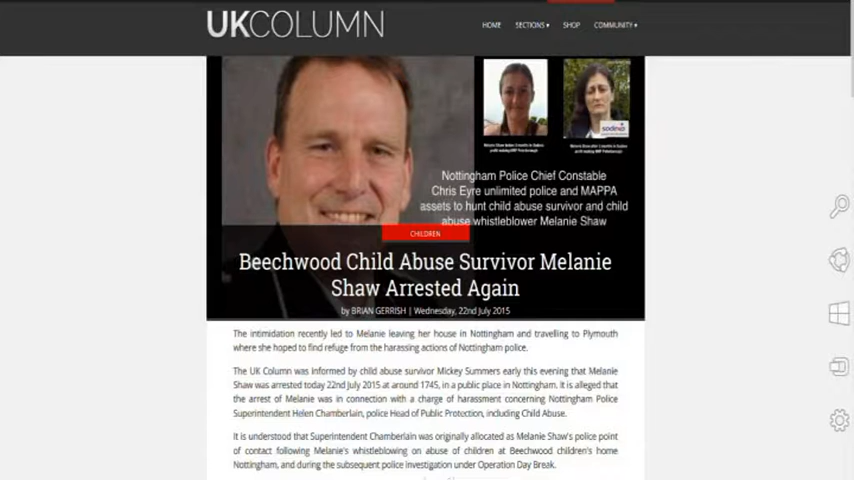 UKCOLUMN
HOME SECTIONS SHOP COMMUNITY
Nottingham Police Chief Constable
Chris Eyre unlimited police and MAPPA
assets to hunt child abuse survivor and child
abuse whistleblower Melanie Shaw
CHILDREN
Beechwood Child Abuse Survivor Melanie
Shaw Arrested Again
by BRIAN GERRISH | Wednesday, 22nd July 2015
The intimidation recently led to Melanie leaving her house in Nottingham and travelling to Plymouth
where she hoped to find refuge from the harassing actions of Nottingham police.
The UK Column was informed by child abuse survivor Mickey Summers early this evening that Melanie
Shaw was arrested today 22nd July 2015 at around 1745, in a public place in Nottingham. It is alleged that
the arrest of Melanie was in connection with a charge of harassment concerning Nottingham Police
Superintendent Helen Chamberlain, police Head of Public Protection, including Child Abuse.
It is understood that Superintendent Chamberlain was originally allocated as Melanie Shaw's police point
of contact following Melanie's whistleblowing on abuse of children at Beechwood children's home
Nottingham, and during the subsequent police investigation under Operation Day Break.